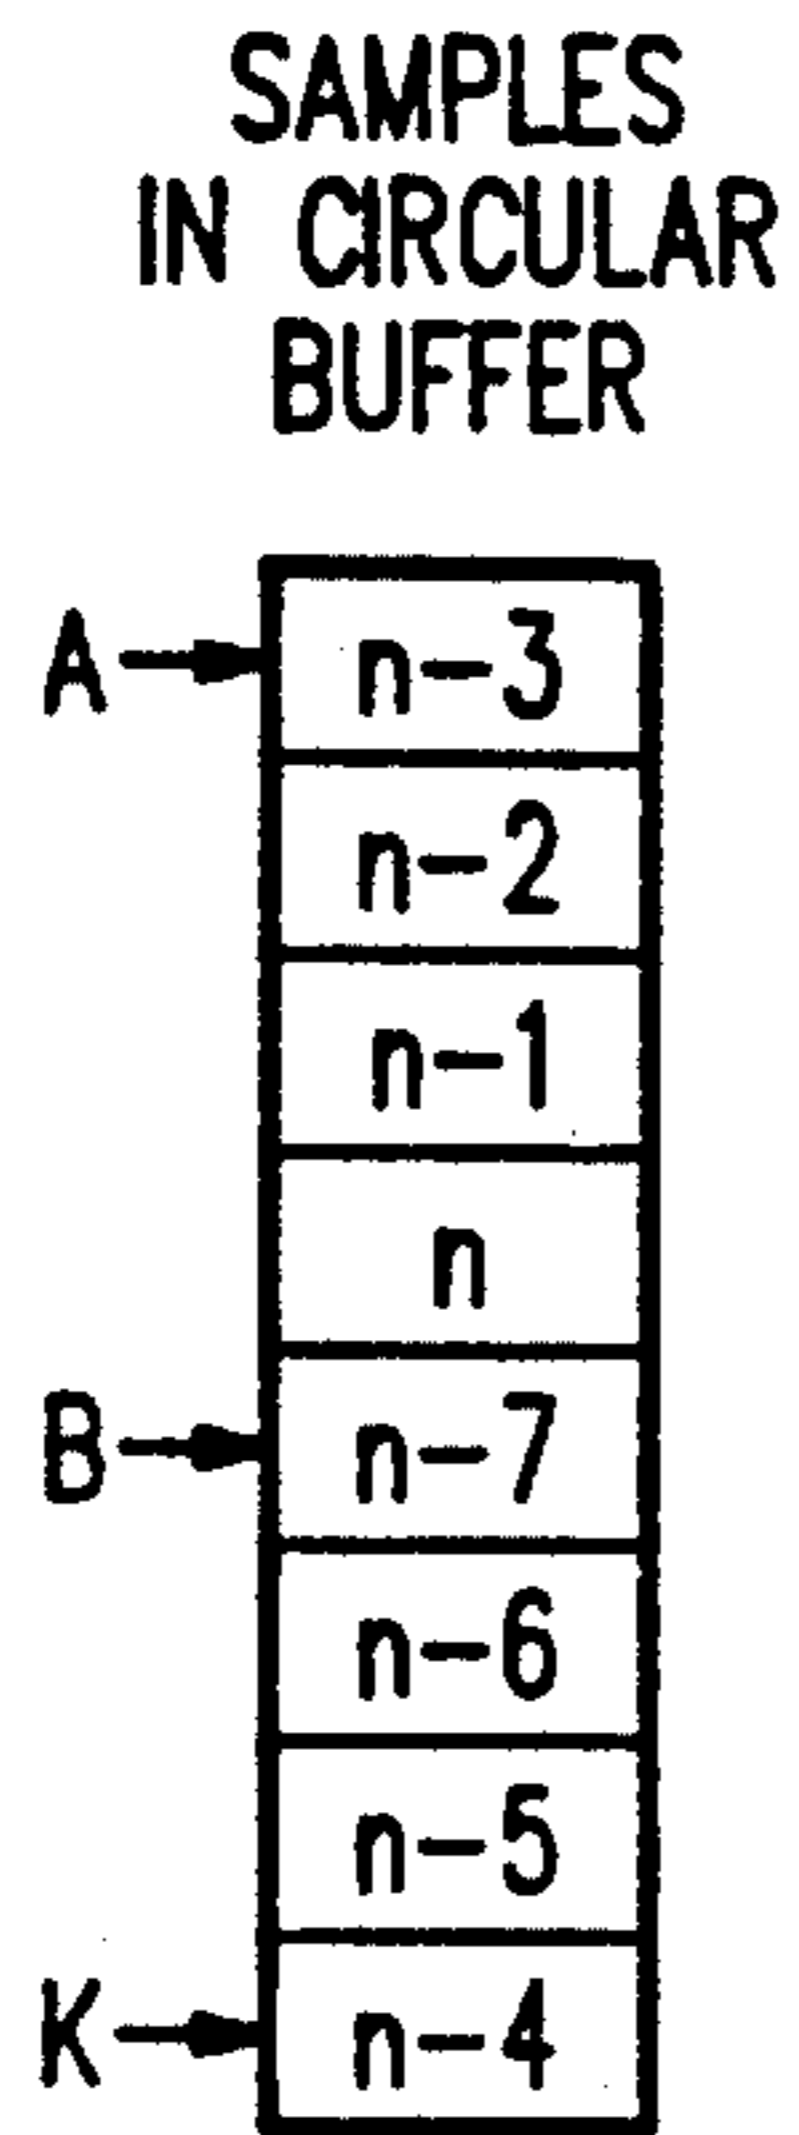 SAMPLES
IN CIRCULAR
BUFFER
A n-3
n-2
n-1
n
B n-7
n-6
n-5
K n-4